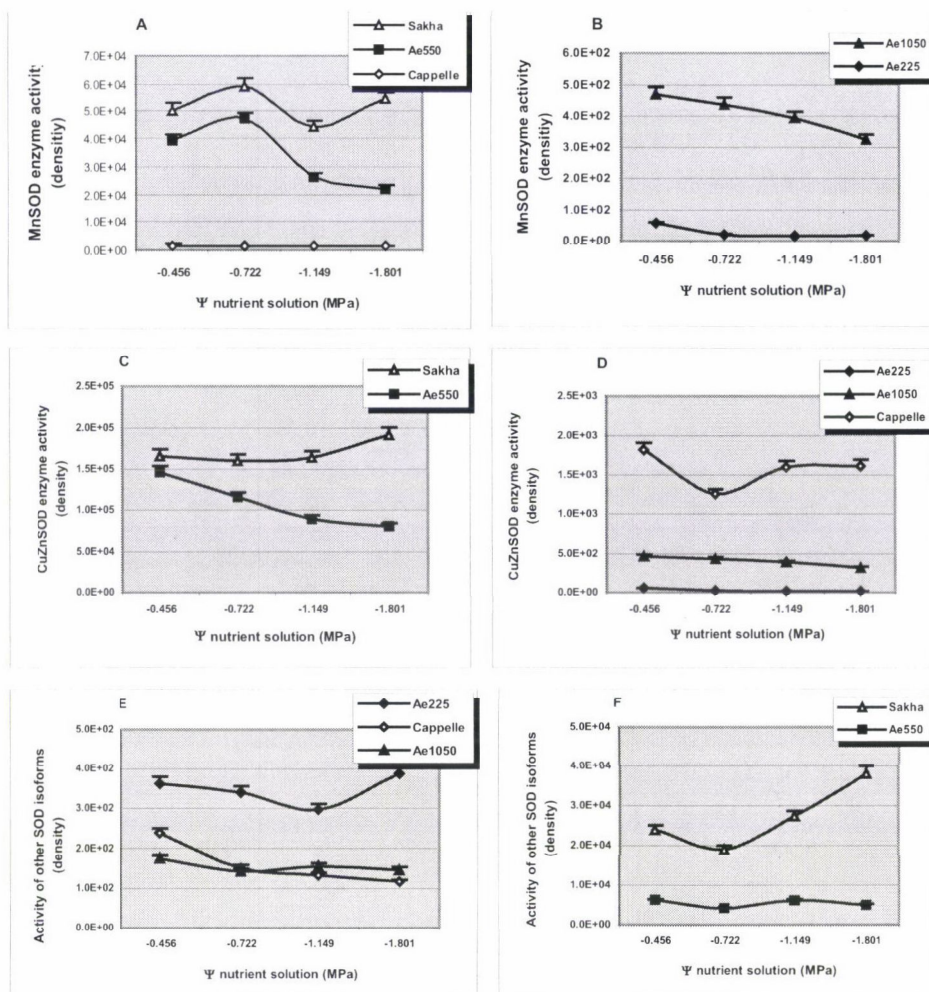 A
Sakha
Ae550
Cappelle
MnSOD enzyme activity
(densitiy)
7.0E+04
6.0E+04
5.0E+04
4.0E+04
3.0E+04
2.0E+04
1.0E+04
0.0E+00
-0.456 -0.722 -1.149 -1.801
Ψ nutrient solution (MPa)
B
Ae1050
Ae225
MnSOD enzyme activity
(densitiy)
6.0E+02
5.0E+02
4.0E+02
3.0E+02
2.0E+02
1.0E+02
0.0E+00
-0.456 -0.722 -1.149 -1.801
Ψ nutrient solution (MPa)
C
Sakha
Ae550
CuZnSOD enzyme activity
(density)
2.5E+05
2.0E+05
1.5E+05
1.0E+05
5.0E+04
0.0E+00
-0.456 -0.722 -1.149 -1.801
Ψ nutrient solution (MPa)
D
Ae225
Ae1050
Cappelle
CuZnSOD enzyme activity
(density)
2.5E+03
2.0E+03
1.5E+03
1.0E+03
5.0E+02
0.0E+00
-0.456 -0.722 -1.149 -1.801
Ψ nutrient solution (MPa)
E
Ae225
Cappelle
Ae1050
Activity of other SOD isoforms
(density)
5.0E+02
4.0E+02
3.0E+02
2.0E+02
1.0E+02
0.0E+00
-0.456 -0.722 -1.149 -1.801
Ψ nutrient solution (MPa)
F
Sakha
Ae550
Activity of other SOD isoforms
(density)
5.0E+04
4.0E+04
3.0E+04
2.0E+04
1.0E+04
0.0E+00
-0.456 -0.722 -1.149 -1.801
Ψ nutrient solution (MPa)